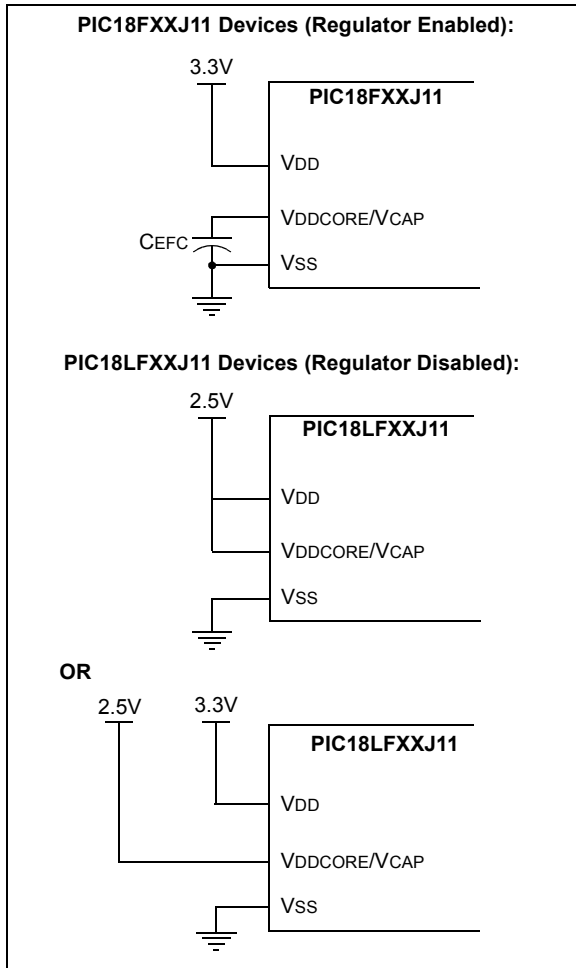 PIC18FXXJ11 Devices (Regulator Enabled):
3.3V
PIC18FXXJ11
VDD
VDDCORE/VCAP
CEFC
VSS
PIC18LFXXJ11 Devices (Regulator Disabled):
2.5V
PIC18LFXXJ11
VDD
VDDCORE/VCAP
VSS
OR
2.5V 3.3V
PIC18LFXXJ11
VDD
VDDCORE/VCAP
VSS